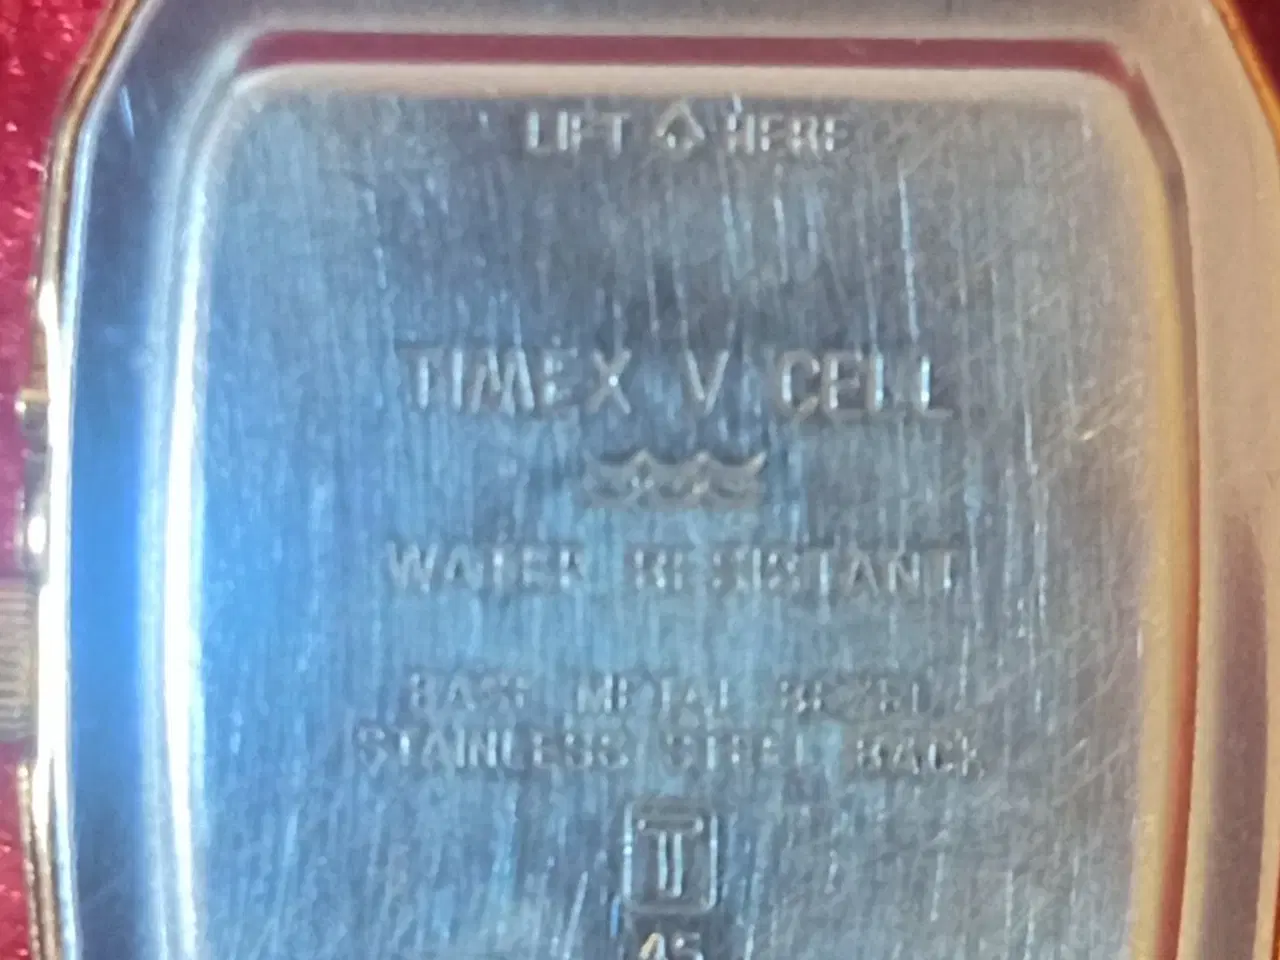 LIFT HERE
TIMEX V CELL
WATER RESISTANT
BASE METAL BEZEL
STAINLESS STEEL BACK
T
45